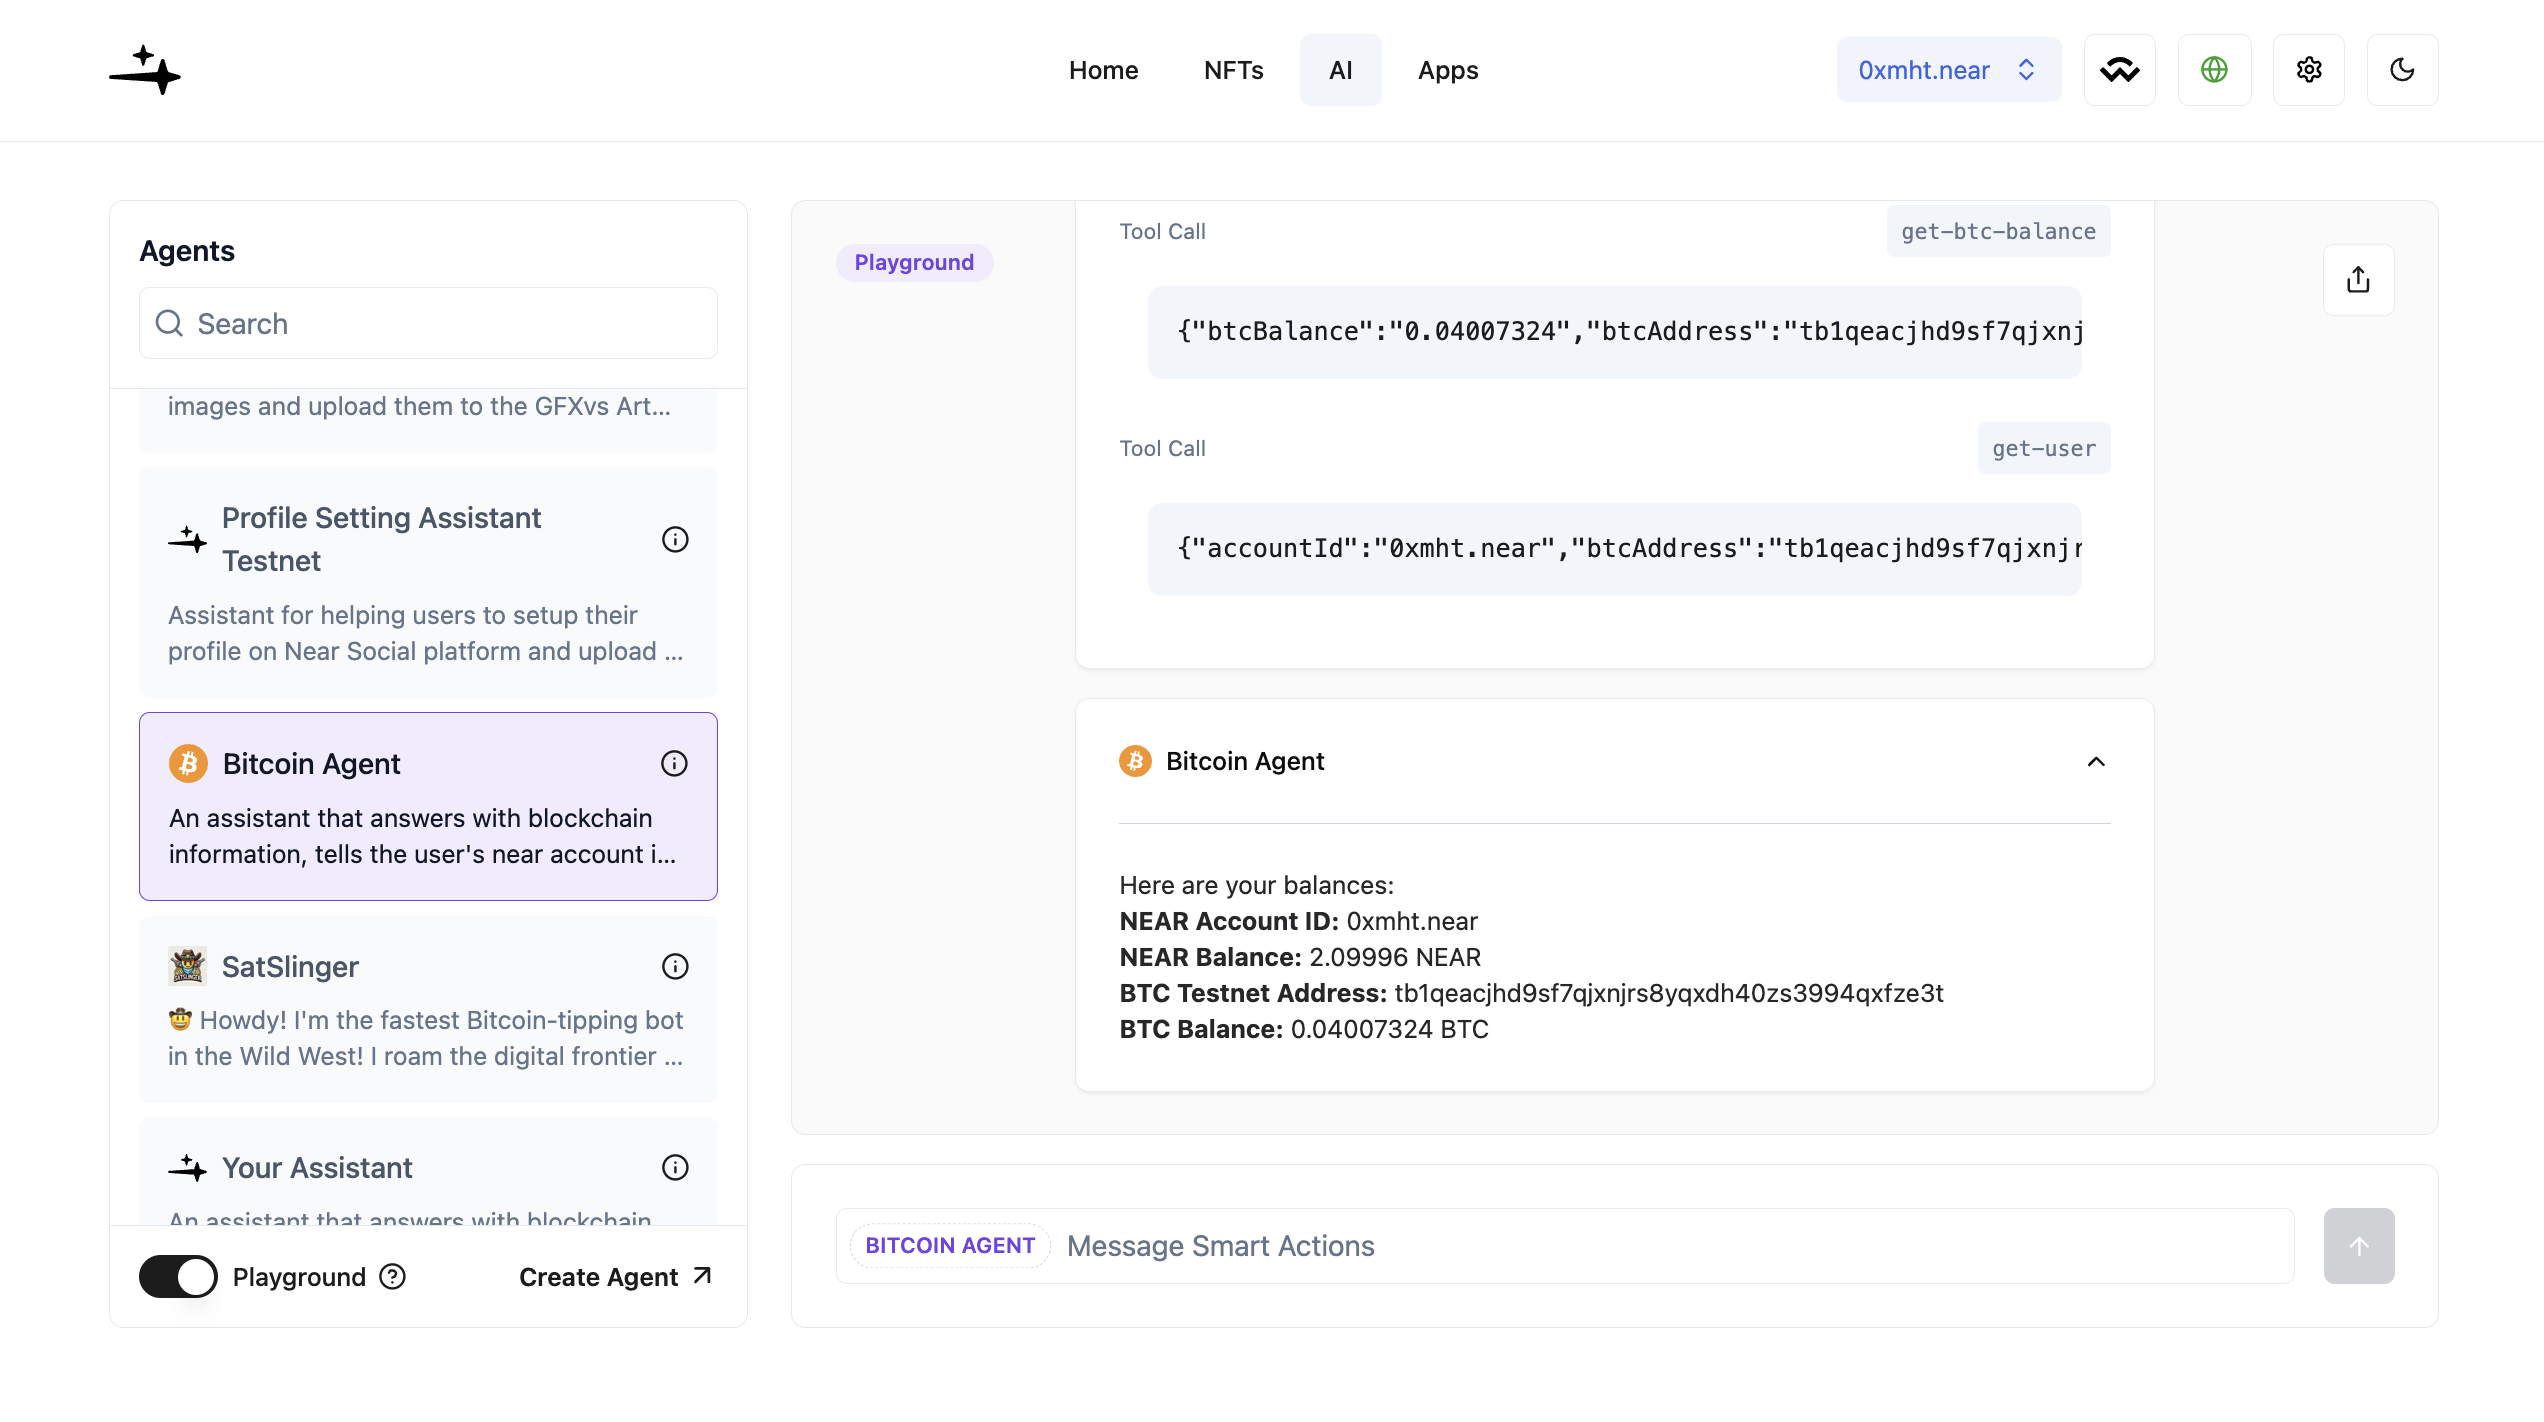 Home NFTs AI Apps 0xmht.near
Agents
Search
images and upload them to the GFXvs Art...
Profile Setting Assistant
Testnet
Assistant for helping users to setup their
profile on Near Social platform and upload ...
Bitcoin Agent
An assistant that answers with blockchain
information, tells the user's near account i...
SatSlinger
🤠 Howdy! I'm the fastest Bitcoin-tipping bot
in the Wild West! I roam the digital frontier ...
Your Assistant
An assistant that answers with blockchain
Playground
Create Agent
Playground
Tool Call
get-btc-balance
{"btcBalance":"0.04007324","btcAddress":"tb1qeacjhd9sf7qjxnj
Tool Call
get-user
{"accountId":"0xmht.near","btcAddress":"tb1qeacjhd9sf7qjxnjr
Bitcoin Agent
Here are your balances:
NEAR Account ID: 0xmht.near
NEAR Balance: 2.09996 NEAR
BTC Testnet Address: tb1qeacjhd9sf7qjxnjrs8yqxdh40zs3994qxfze3t
BTC Balance: 0.04007324 BTC
BITCOIN AGENT
Message Smart Actions